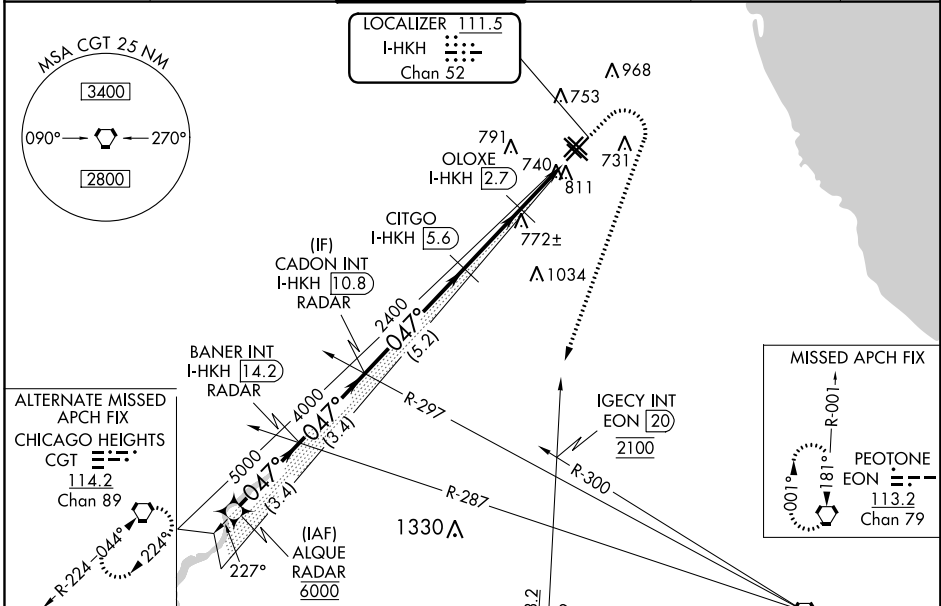 MSA CGT 25 NM
3400
090°
270°
2800
LOCALIZER 111.5
I-HKH
Chan 52
968
753
791
740
731
811
OLOXE
I-HKH 2.7
772±
CITGO
I-HKH 5.6
1034
(IF)
CADON INT
I-HKH 10.8
RADAR
2400
047°
(5.2)
BANER INT
I-HKH 14.2
RADAR
4000
047°
(3.4)
R-297
5000
047°
(3.4)
R-287
IGECY INT
EON 20
2100
R-300
1330
(IAF)
ALQUE
RADAR
6000
227°
ALTERNATE MISSED
APCH FIX
CHICAGO HEIGHTS
CGT
114.2
Chan 89
R-224
044°
224°
MISSED APCH FIX
R-001
001°
181°
PEOTONE
EON
113.2
Chan 79